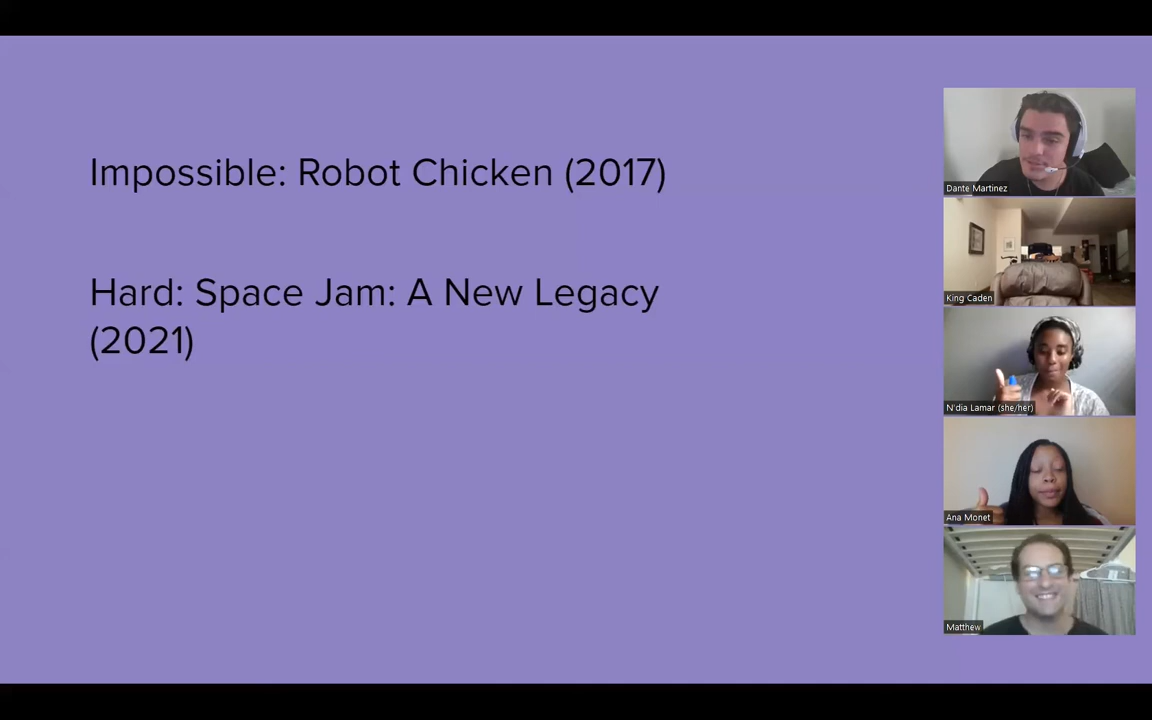 Impossible: Robot Chicken (2017)
Hard: Space Jam: A New Legacy
(2021)
Dante Martinez
King Caden
N'dia Lamar (she/her)
Ana Monet
Matthew